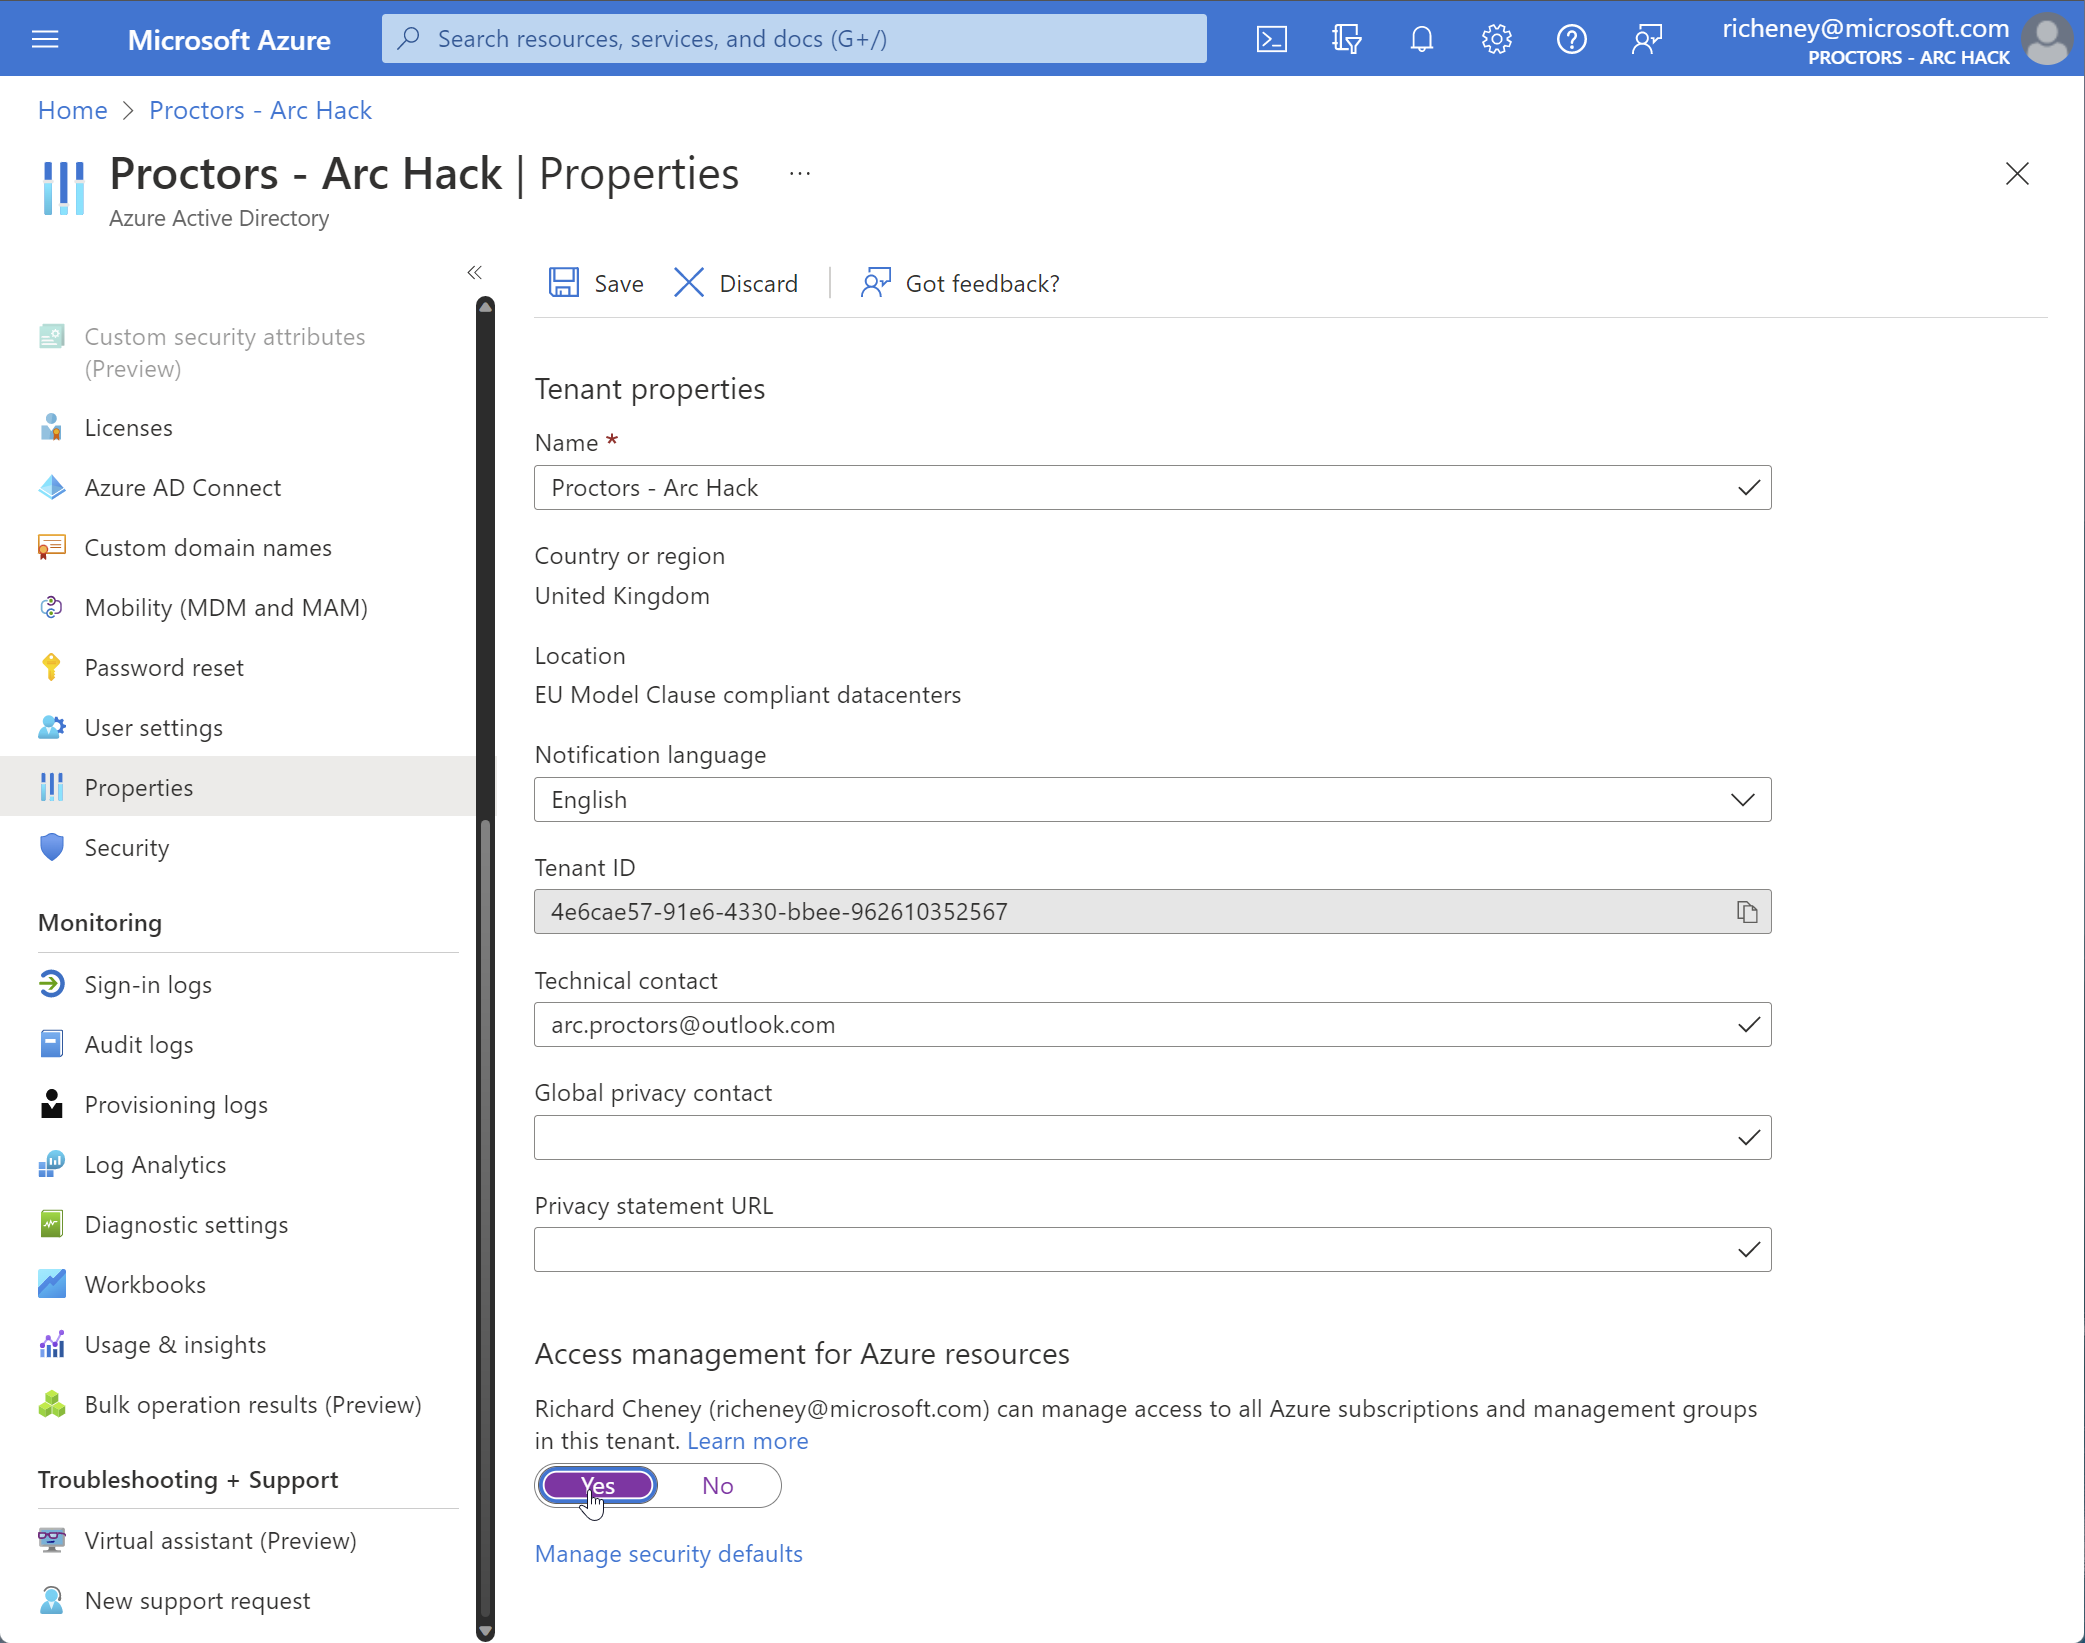 Microsoft Azure
Search resources, services, and docs (G+/)
richeney@microsoft.com
PROCTORS - ARC HACK
Home > Proctors - Arc Hack
Proctors - Arc Hack | Properties ...
Azure Active Directory
Save
Discard
Got feedback?
Custom security attributes
(Preview)
Licenses
Azure AD Connect
Custom domain names
Mobility (MDM and MAM)
Password reset
User settings
Properties
Security
Monitoring
Sign-in logs
Audit logs
Provisioning logs
Log Analytics
Diagnostic settings
Workbooks
Usage & insights
Bulk operation results (Preview)
Troubleshooting + Support
Virtual assistant (Preview)
New support request
Tenant properties
Name *
Proctors - Arc Hack
Country or region
United Kingdom
Location
EU Model Clause compliant datacenters
Notification language
English
Tenant ID
4e6cae57-91e6-4330-bbee-962610352567
Technical contact
arc.proctors@outlook.com
Global privacy contact
Privacy statement URL
Access management for Azure resources
Richard Cheney (richeney@microsoft.com) can manage access to all Azure subscriptions and management groups
in this tenant. Learn more
Yes No
Manage security defaults